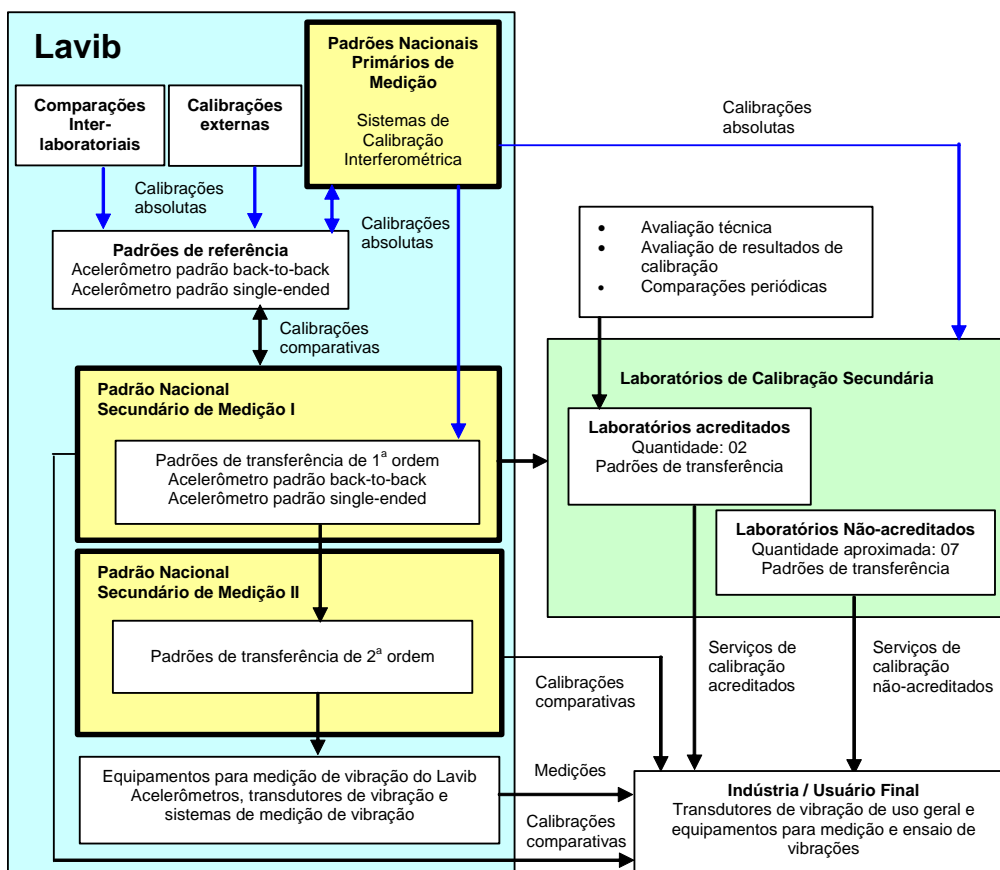 Lavib
Padrões Nacionais
Primários de
Medição
Sistemas de
Calibração
Interferométrica
Comparações
Inter-
laboratoriais
Calibrações
externas
Calibrações
absolutas
Calibrações
absolutas
Calibrações
absolutas
Padrões de referência
Acelerômetro padrão back-to-back
Acelerômetro padrão single-ended
• Avaliação técnica
• Avaliação de resultados de
calibração
• Comparações periódicas
Calibrações
comparativas
Padrão Nacional
Secundário de Medição I
Padrões de transferência de 1ª ordem
Acelerômetro padrão back-to-back
Acelerômetro padrão single-ended
Laboratórios de Calibração Secundária
Laboratórios acreditados
Quantidade: 02
Padrões de transferência
Laboratórios Não-acreditados
Quantidade aproximada: 07
Padrões de transferência
Padrão Nacional
Secundário de Medição II
Padrões de transferência de 2ª ordem
Calibrações
comparativas
Serviços de
calibração
acreditados
Serviços de
calibração
não-acreditados
Equipamentos para medição de vibração do Lavib
Acelerômetros, transdutores de vibração e
sistemas de medição de vibração
Medições
Calibrações
comparativas
Indústria / Usuário Final
Transdutores de vibração de uso geral e
equipamentos para medição e ensaio de
vibrações